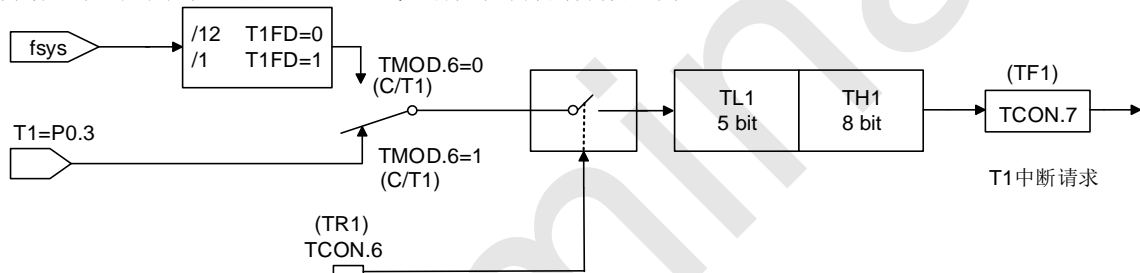 fsys
/12 T1FD=0
/1 T1FD=1
TMOD.6=0
(C/T1)
T1=P0.3
TMOD.6=1
(C/T1)
(TR1)
TCON.6
TL1
5 bit
TH1
8 bit
(TF1)
TCON.7
T1中断请求